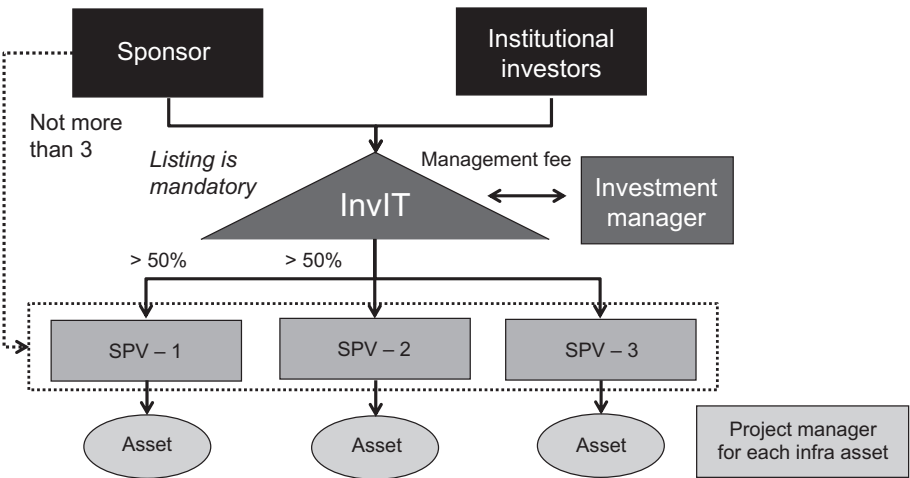 Sponsor
Institutional
investors
Not more
than 3
Listing is
mandatory
Management fee
InvIT
Investment
manager
> 50%
> 50%
SPV – 1
SPV – 2
SPV – 3
Asset
Asset
Asset
Project manager
for each infra asset